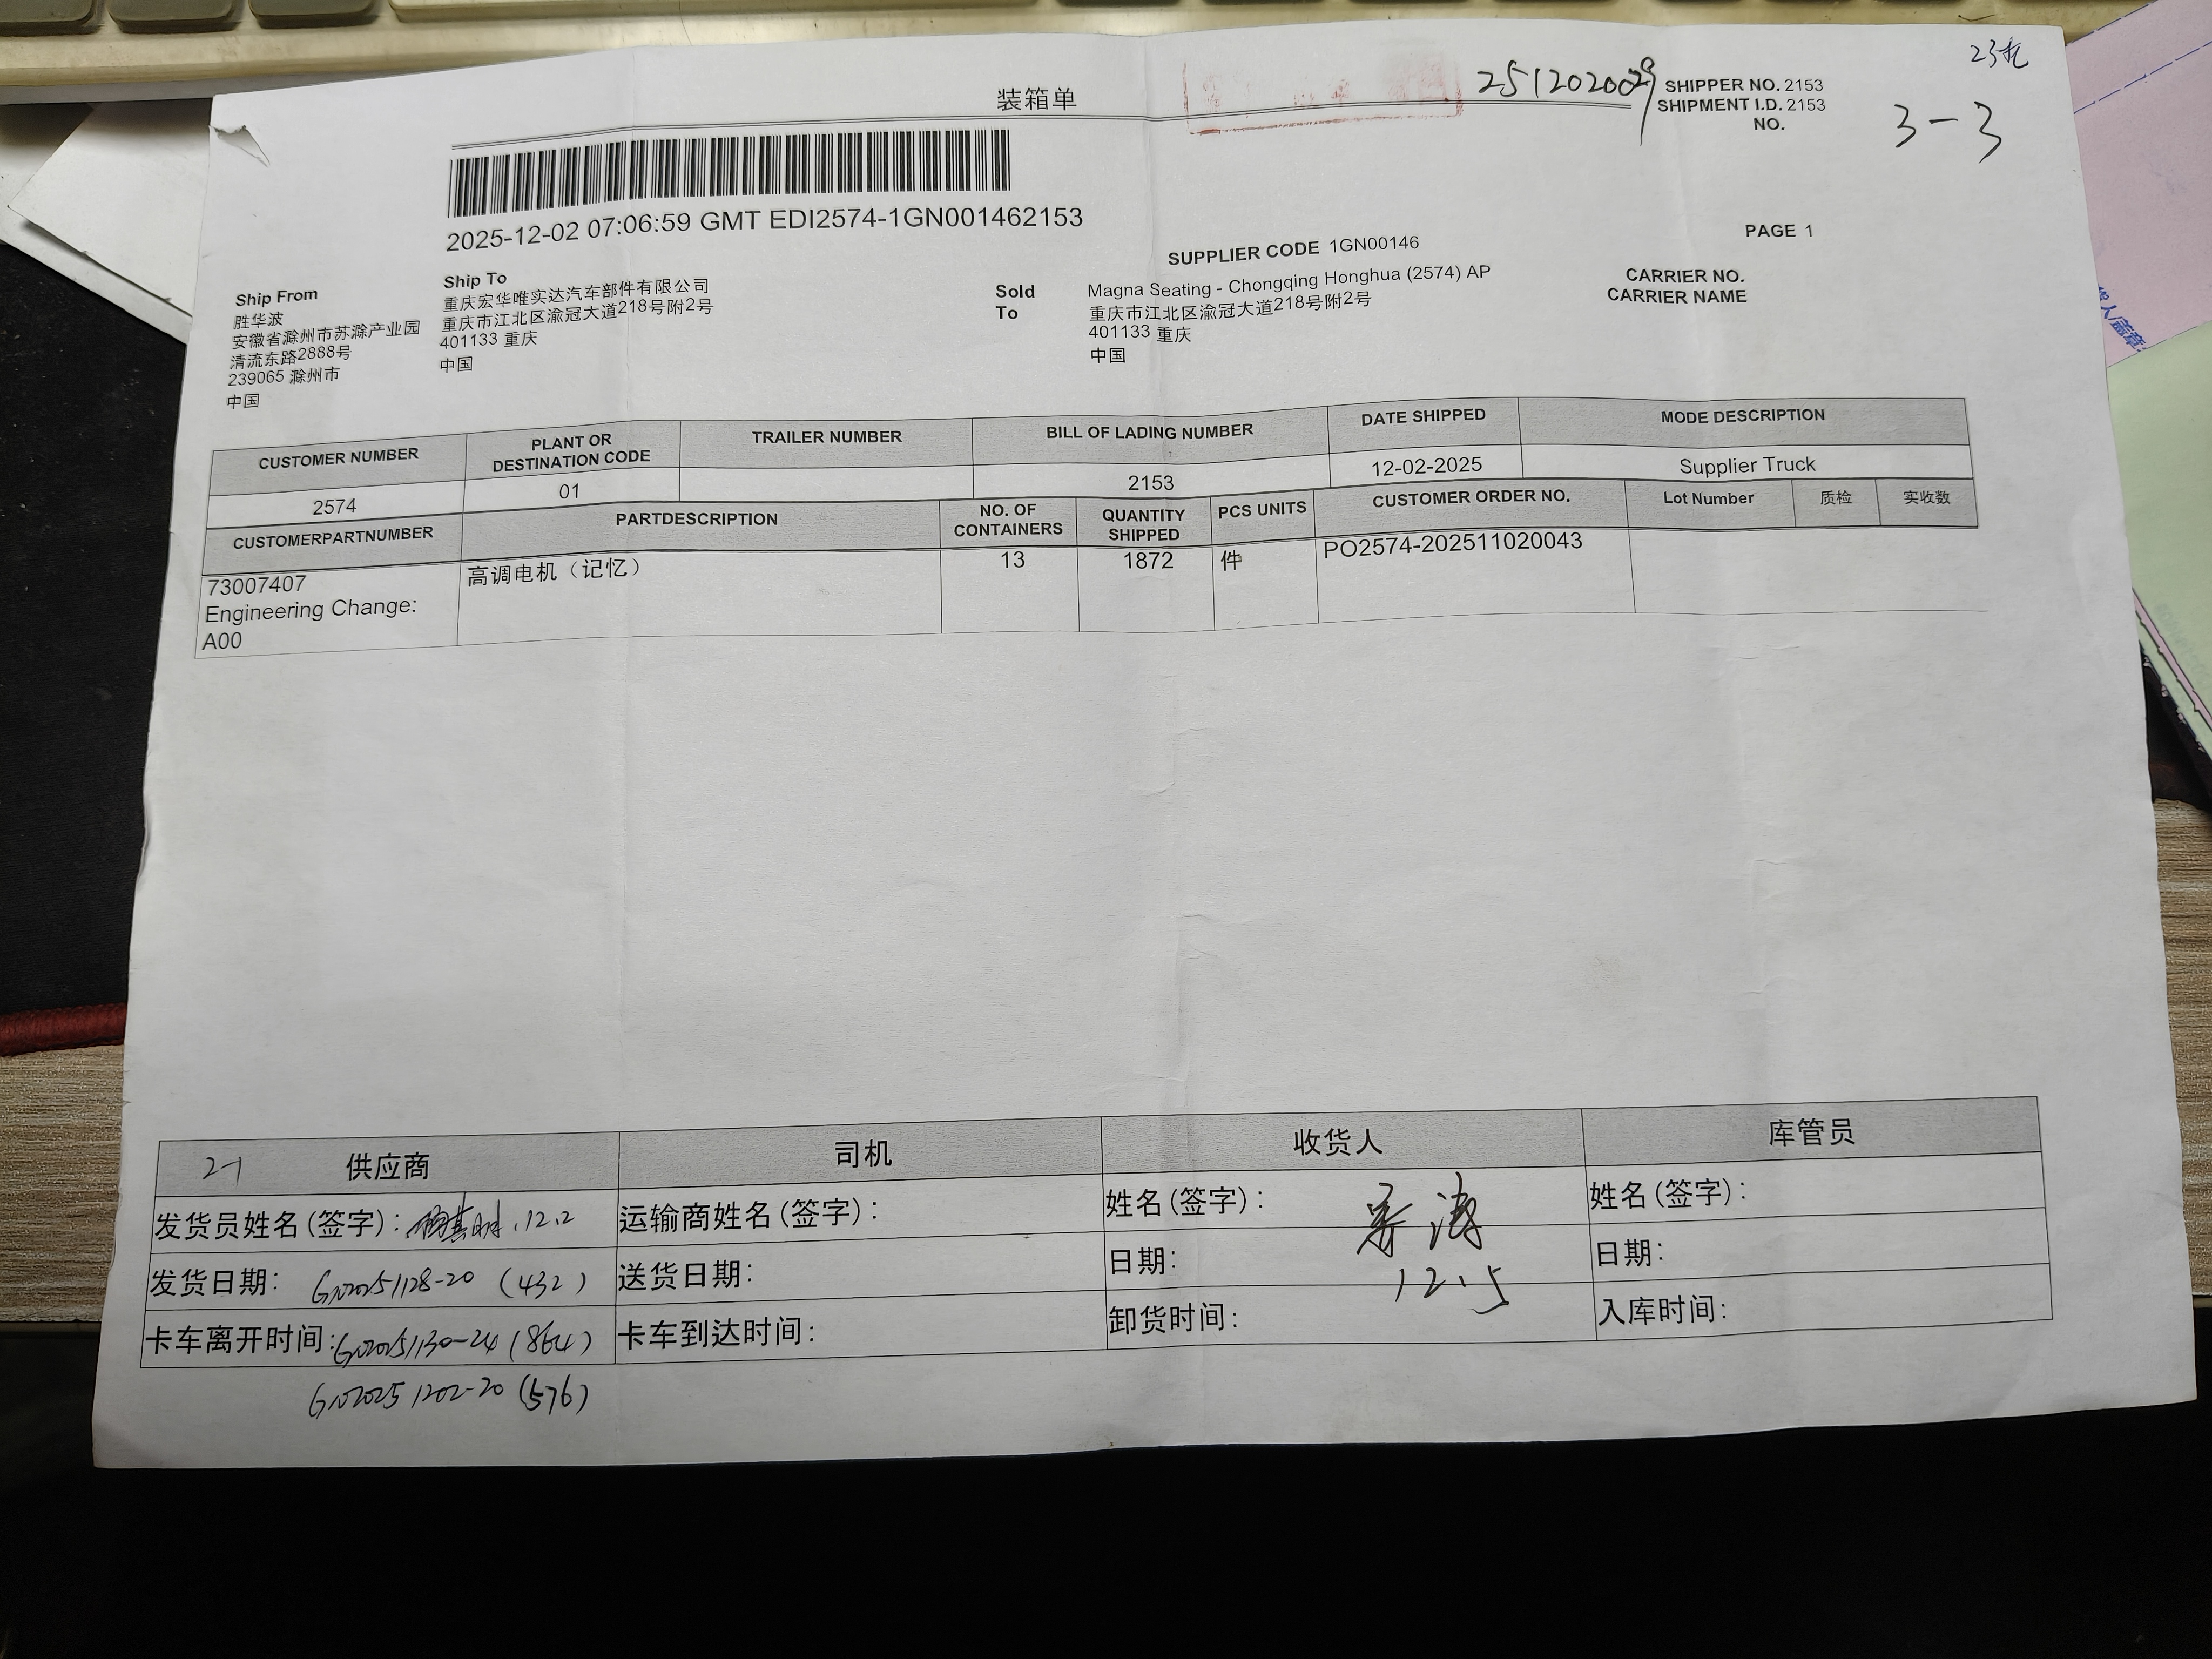 23托
装箱单
2512020029
SHIPPER NO. 2153
SHIPMENT I.D. 2153
NO.
3-3
2025-12-02 07:06:59 GMT EDI2574-1GN001462153
SUPPLIER CODE 1GN00146
PAGE 1
Ship From
胜华波
安徽省滁州市苏滁产业园
清流东路2888号
239065 滁州市
中国
Ship To
重庆宏华唯实达汽车部件有限公司
重庆市江北区渝冠大道218号附2号
401133 重庆
中国
Sold
To
Magna Seating - Chongqing Honghua (2574) AP
重庆市江北区渝冠大道218号附2号
401133 重庆
中国
CARRIER NO.
CARRIER NAME
CUSTOMER NUMBER PLANT OR DESTINATION CODE TRAILER NUMBER BILL OF LADING NUMBER DATE SHIPPED MODE DESCRIPTION
2574 01 2153 12-02-2025 Supplier Truck
CUSTOMERPARTNUMBER PARTDESCRIPTION NO. OF CONTAINERS QUANTITY SHIPPED PCS UNITS CUSTOMER ORDER NO. Lot Number 质检 实收数
73007407 高调电机（记忆） 13 1872 件 PO2574-202511020043
Engineering Change:
A00
2-1 供应商 司机 收货人 库管员
发货员姓名(签字): 12.2 运输商姓名(签字): 姓名(签字): 姓名(签字):
发货日期: GN20251128-20 (432) 送货日期: 日期: 12.5 日期:
卡车离开时间: GN20251130-24 (864) 卡车到达时间: 卸货时间: 入库时间:
GN20251202-20 (576)
人/盖章